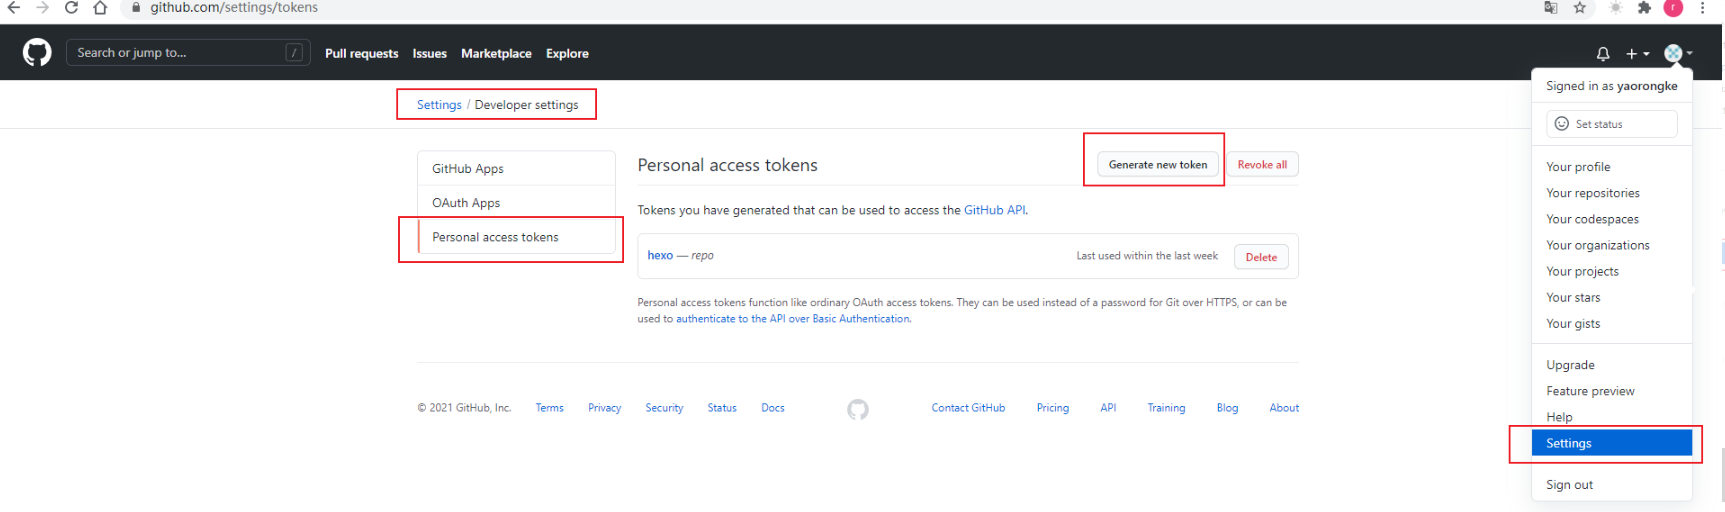 github.com/settings/tokens
r
Search or jump to...
/
Pull requests
Issues
Marketplace
Explore
Signed in as yaorongke
Set status
Your profile
Your repositories
Your codespaces
Your organizations
Your projects
Your stars
Your gists
Upgrade
Feature preview
Help
Settings
Sign out
Settings / Developer settings
GitHub Apps
OAuth Apps
Personal access tokens
Personal access tokens
Generate new token
Revoke all
Tokens you have generated that can be used to access the GitHub API.
hexo — repo
Last used within the last week
Delete
Personal access tokens function like ordinary OAuth access tokens. They can be used instead of a password for Git over HTTPS, or can be
used to authenticate to the API over Basic Authentication.
© 2021 GitHub, Inc.
Terms
Privacy
Security
Status
Docs
Contact GitHub
Pricing
API
Training
Blog
About